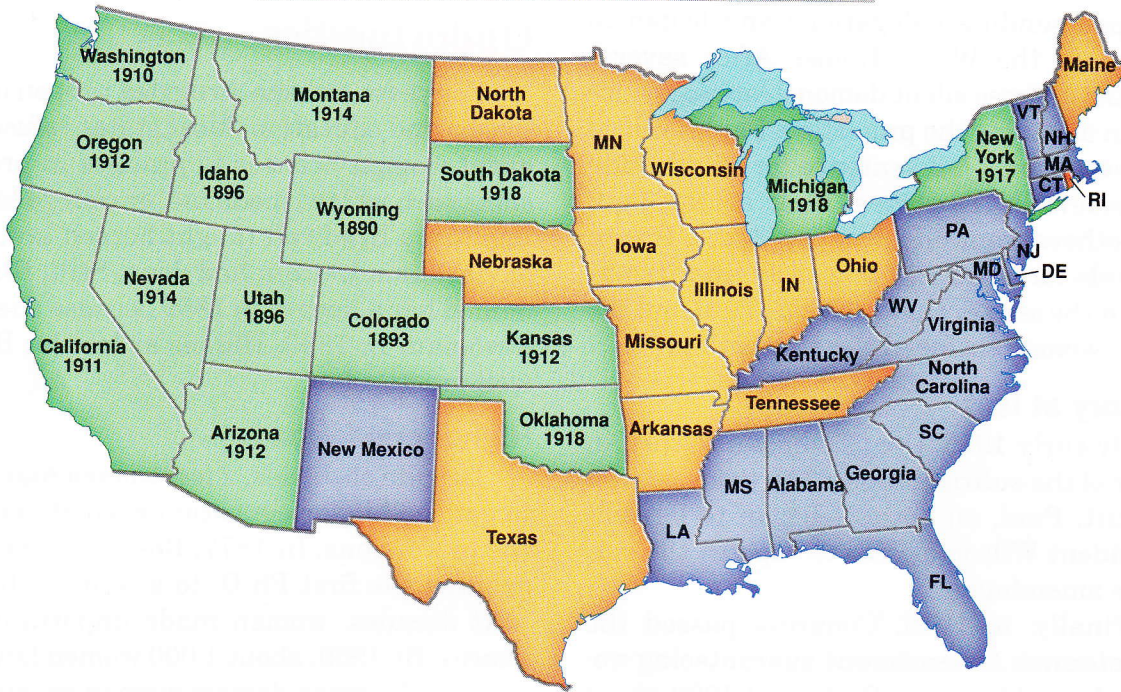 Washington
1910
Montana
1914
North
Dakota
MN
Maine
Oregon
1912
Idaho
1896
South Dakota
1918
Wisconsin
Michigan
1918
New
York
1917
VT
NH
MA
CT
RI
Wyoming
1890
Iowa
Nebraska
PA
NJ
Nevada
1914
Utah
1896
Colorado
1893
Illinois
IN
Ohio
MD
DE
WV
Virginia
California
1911
Kansas
1912
Missouri
Kentucky
North
Carolina
Tennessee
Arizona
1912
New Mexico
Oklahoma
1918
Arkansas
SC
MS
Alabama
Georgia
Texas
LA
FL